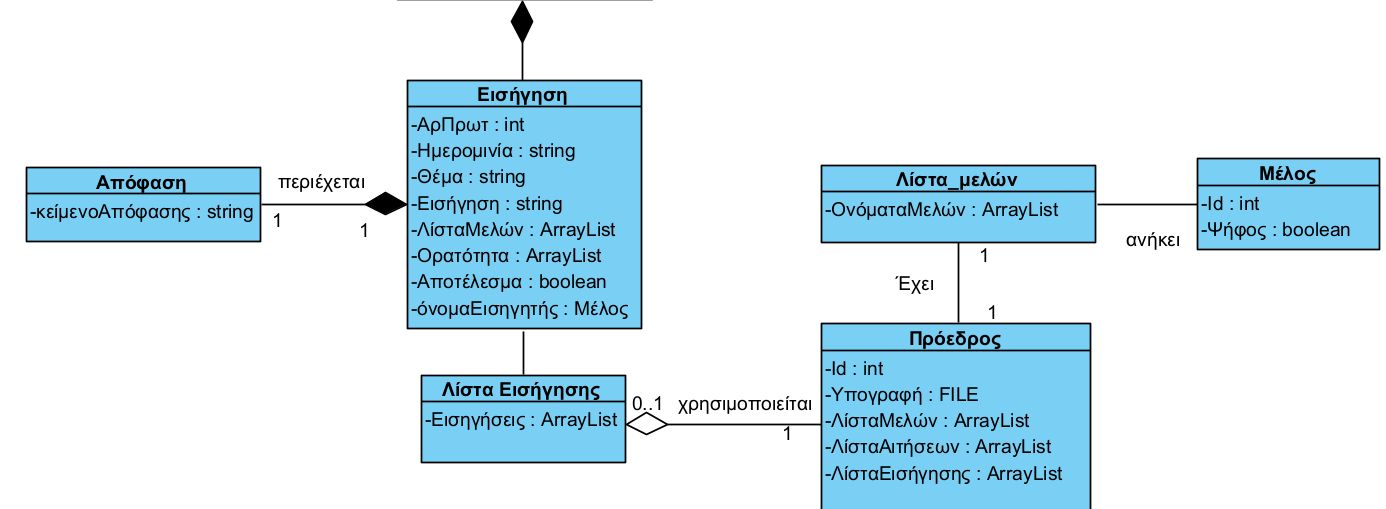 Εισήγηση
-ΑρΠρωτ : int
-Ημερομινία : string
-Θέμα : string
-Εισήγηση : string
-ΛίσταΜελών : ArrayList
-Ορατότητα : ArrayList
-Αποτέλεσμα : boolean
-όνομαΕισηγητής : Μέλος
Απόφαση
-κείμενοΑπόφασης : string
περιέχεται
1
1
Λίστα_μελών
-ΟνόματαΜελών : ArrayList
Μέλος
-Id : int
-Ψήφος : boolean
ανήκει
1
Έχει
1
Λίστα Εισήγησης
-Εισηγήσεις : ArrayList
0..1
χρησιμοποιείται
1
Πρόεδρος
-Id : int
-Υπογραφή : FILE
-ΛίσταΜελών : ArrayList
-ΛίσταΑιτήσεων : ArrayList
-ΛίσταΕισήγησης : ArrayList